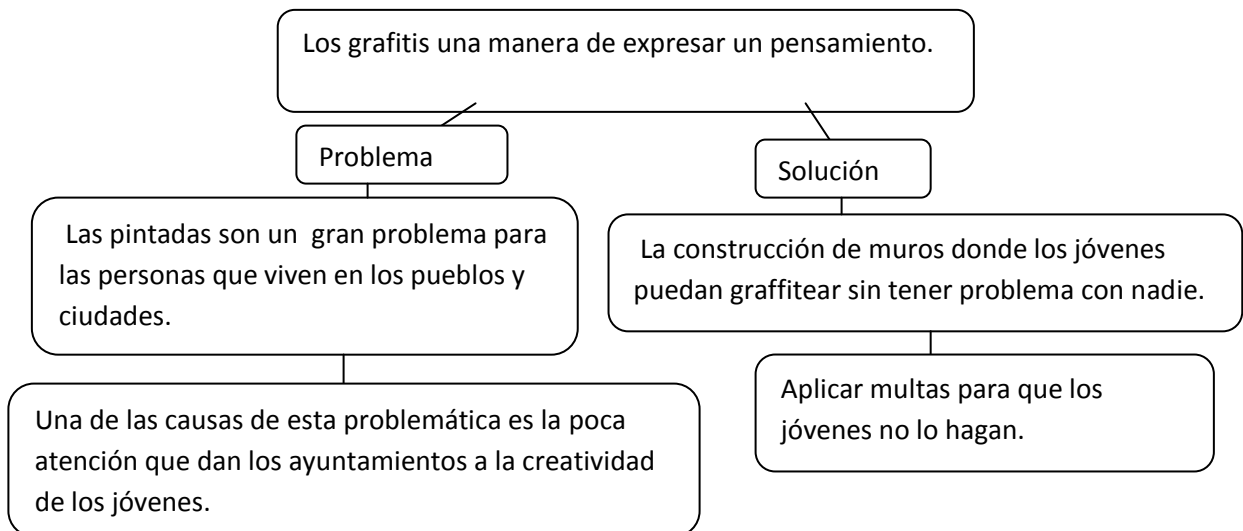 Los grafitis una manera de expresar un pensamiento.
Problema
Solución
Las pintadas son un gran problema para
las personas que viven en los pueblos y
ciudades.
La construcción de muros donde los jóvenes
puedan graffitear sin tener problema con nadie.
Una de las causas de esta problemática es la poca
atención que dan los ayuntamientos a la creatividad
de los jóvenes.
Aplicar multas para que los
jóvenes no lo hagan.